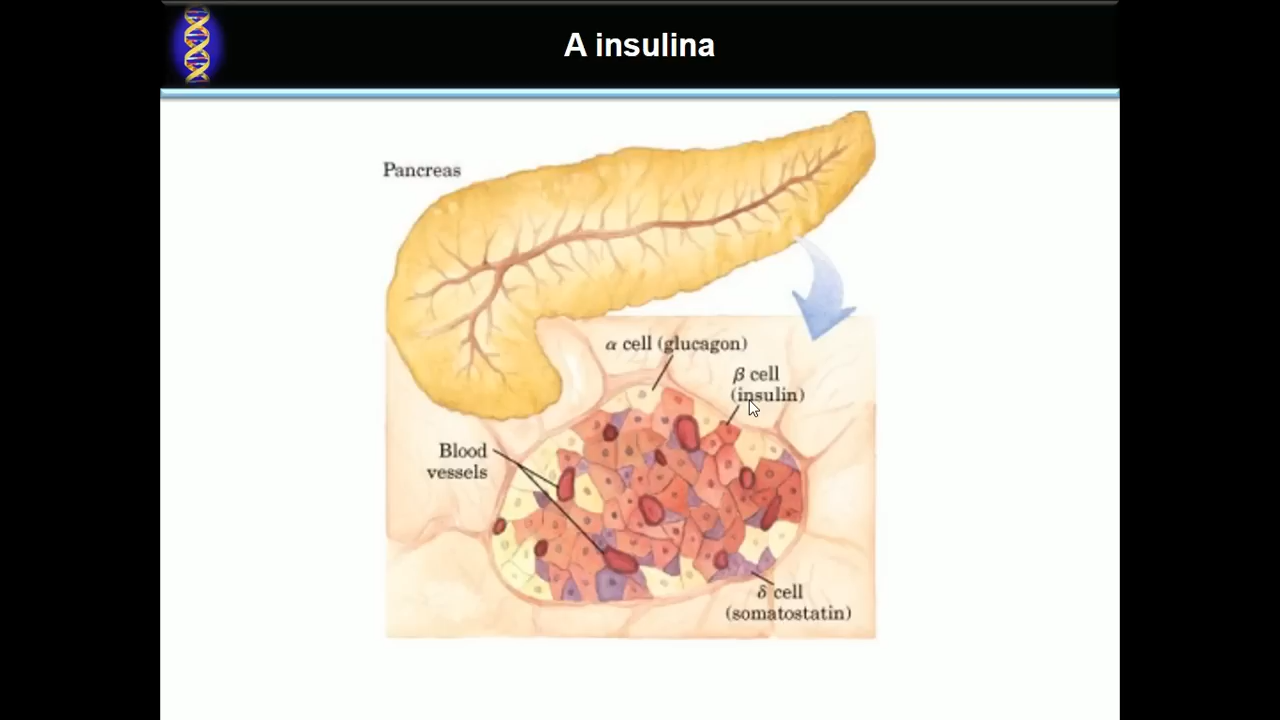 A insulina
Pancreas
α cell (glucagon)
β cell
(insulin)
Blood
vessels
δ cell
(somatostatin)